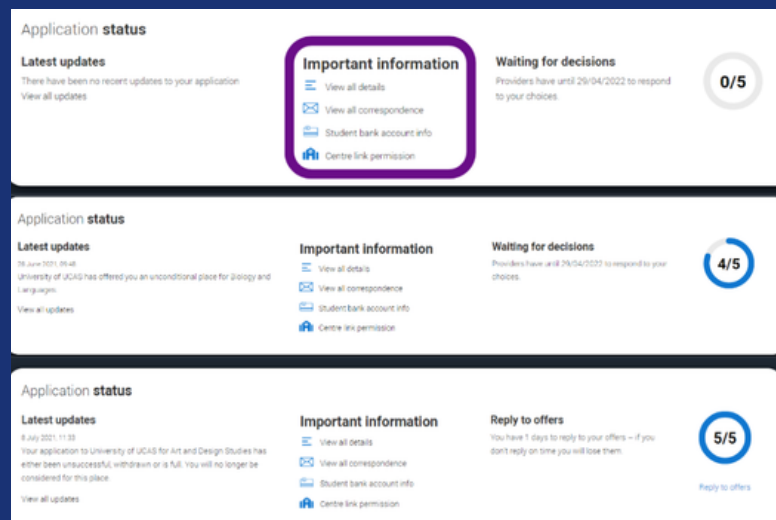 Application status
Latest updates
There have been no recent updates to your application
View all updates
Important information
View all details
View all correspondence
Student bank account info
Centre link permission
Waiting for decisions
Providers have until 29/04/2022 to respond
to your choices.
0/5
Application status
Latest updates
28 June 2021, 09:48
University of UCAS has offered you an unconditional place for Biology and
Languages.
View all updates
Important information
View all details
View all correspondence
Student bank account info
Centre link permission
Waiting for decisions
Providers have until 29/04/2022 to respond to your
choices.
4/5
Application status
Latest updates
8 July 2021, 11:33
Your application to University of UCAS for Art and Design Studies has
either been unsuccessful, withdrawn or is full. You will no longer be
considered for this place.
View all updates
Important information
View all details
View all correspondence
Student bank account info
Centre link permission
Reply to offers
You have 1 days to reply to your offers – if you
don't reply on time you will lose them.
5/5
Reply to offers